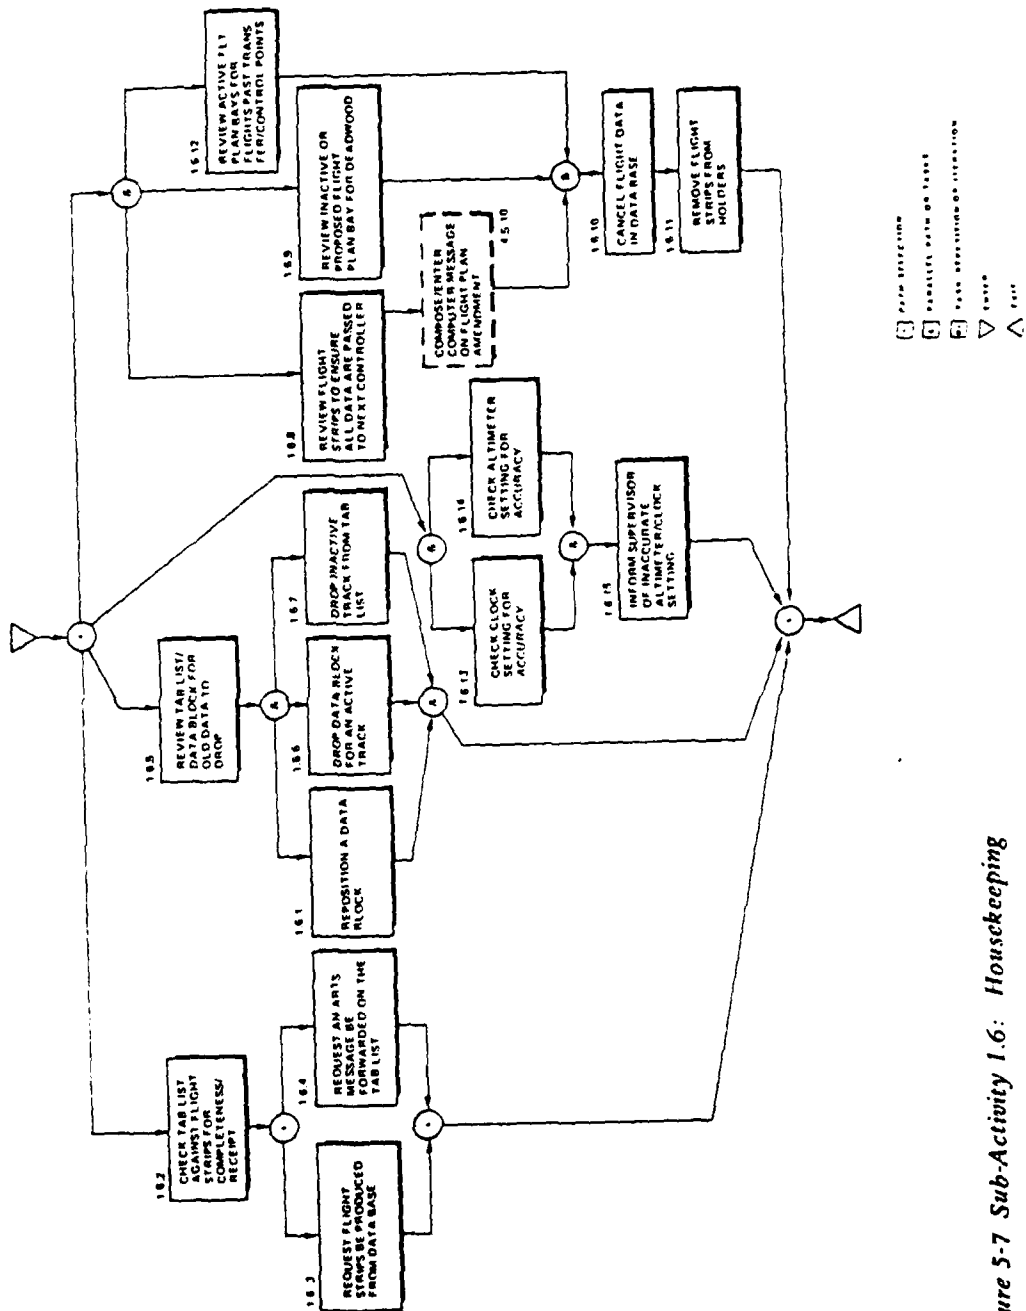 1.6.2
CHECK TAB LIST
AGAINST FLIGHT
STRIPS FOR
COMPLETENESS/
RECEIPT
1.6.3
REQUEST FLIGHT
STRIPS BE PRODUCED
FROM DATA BASE
1.6.4
REQUEST AN ARTS
MESSAGE BE
FORWARDED ON THE
TAB LIST
1.6.5
REVIEW TAB LIST/
DATA BLOCK FOR
OLD DATA TO
DROP
1.6.1
REPOSITION A DATA
BLOCK
1.6.6
DROP DATA BLOCK
FOR AN ACTIVE
TRACK
1.6.7
DROP INACTIVE
TRACK FROM TAB
LIST
&
&
&
&
1.6.13
CHECK CLOCK
SETTING FOR
ACCURACY
1.6.14
CHECK ALTIMETER
SETTING FOR
ACCURACY
1.6.15
INFORM SUPERVISOR
OF INACCURATE
ALTIMETER/CLOCK
SETTING
&
1.6.8
REVIEW FLIGHT
STRIPS TO ENSURE
ALL DATA ARE PASSED
TO NEXT CONTROLLER
COMPOSE/ENTER
COMPUTER MESSAGE
ON FLIGHT PLAN
AMENDMENT
1.6.9
REVIEW INACTIVE OR
PROPOSED FLIGHT
PLAN BAY FOR DEADWOOD
1.6.12
REVIEW ACTIVE FLT
PLAN BAYS FOR
FLIGHTS PAST TRANS
FER/CONTROL POINTS
&
1.6.10
CANCEL FLIGHT DATA
IN DATA BASE
1.6.11
REMOVE FLIGHT
STRIPS FROM
HOLDERS
PATH SELECTION
PARALLEL PATH OR TASKS
ENTER
EXIT
ure 5-7 Sub-Activity 1.6: Housekeeping